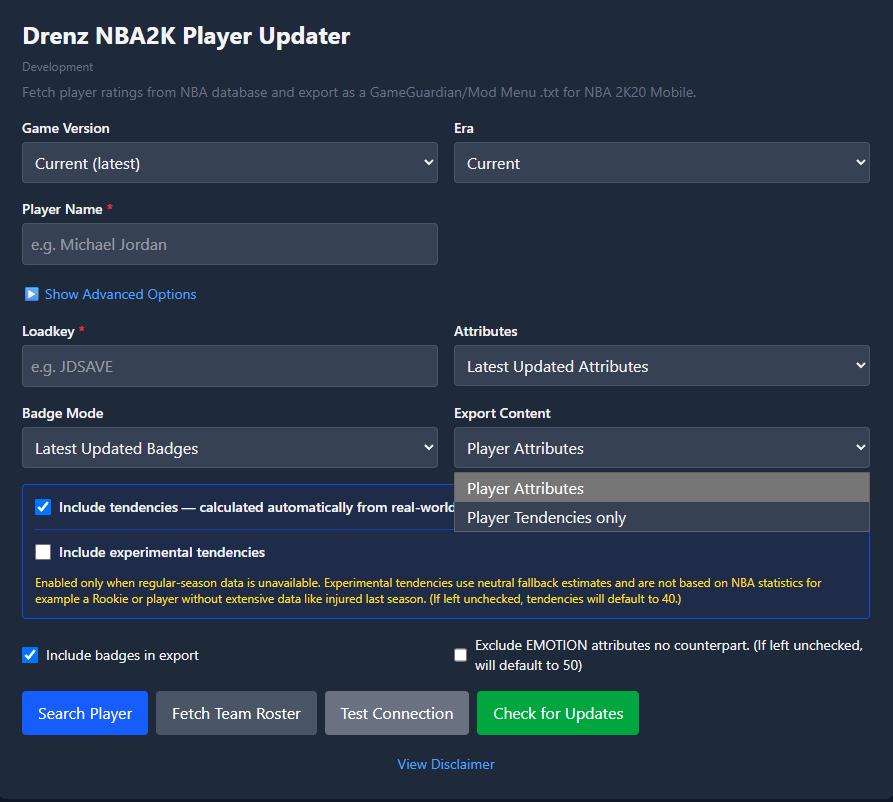 Drenz NBA2K Player Updater
Development
Fetch player ratings from NBA database and export as a GameGuardian/Mod Menu .txt for NBA 2K20 Mobile.
Game Version
Era
Current (latest)
Current
Player Name *
e.g. Michael Jordan
Show Advanced Options
Loadkey *
Attributes
e.g. JDSAVE
Latest Updated Attributes
Badge Mode
Export Content
Latest Updated Badges
Player Attributes
Player Attributes
Player Tendencies only
Include tendencies — calculated automatically from real-world
Include experimental tendencies
Enabled only when regular-season data is unavailable. Experimental tendencies use neutral fallback estimates and are not based on NBA statistics for
example a Rookie or player without extensive data like injured last season. (If left unchecked, tendencies will default to 40.)
Include badges in export
Exclude EMOTION attributes no counterpart. (If left unchecked,
will default to 50)
Search Player
Fetch Team Roster
Test Connection
Check for Updates
View Disclaimer